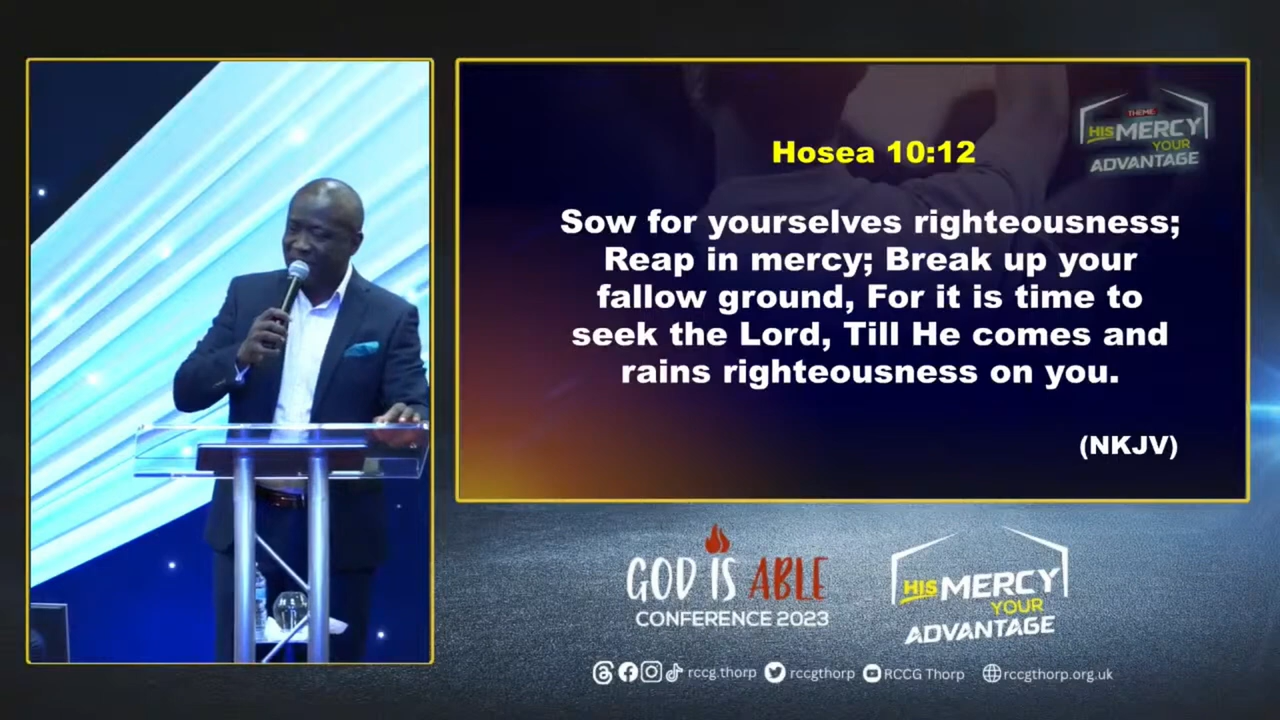 THEME:
HIS MERCY
YOUR
ADVANTAGE
Hosea 10:12
Sow for yourselves righteousness;
Reap in mercy; Break up your
fallow ground, For it is time to
seek the Lord, Till He comes and
rains righteousness on you.
(NKJV)
GOD IS ABLE
CONFERENCE 2023
HIS MERCY
YOUR
ADVANTAGE
rccg.thorp rccgthorp RCCG Thorp rccgthorp.org.uk